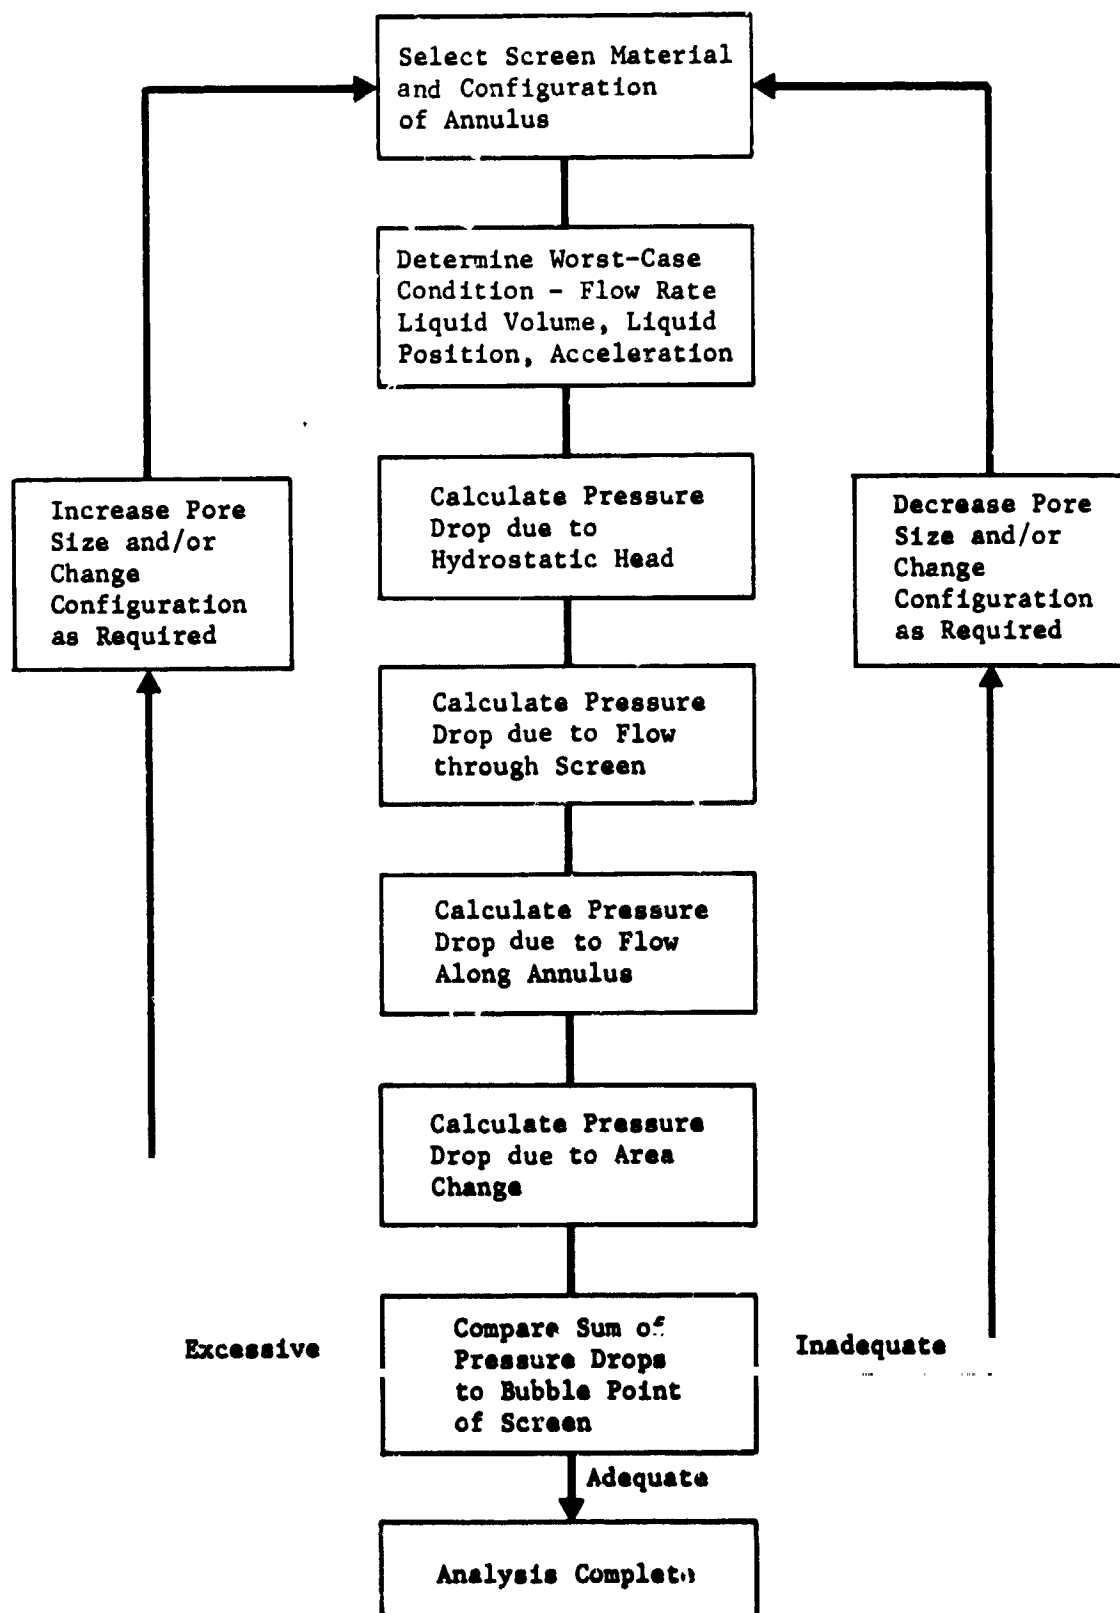 Select Screen Material
and Configuration
of Annulus
Determine Worst-Case
Condition - Flow Rate
Liquid Volume, Liquid
Position, Acceleration
Calculate Pressure
Drop due to
Hydrostatic Head
Increase Pore
Size and/or
Change
Configuration
as Required
Decrease Pore
Size and/or
Change
Configuration
as Required
Calculate Pressure
Drop due to Flow
through Screen
Calculate Pressure
Drop due to Flow
Along Annulus
Calculate Pressure
Drop due to Area
Change
Excessive
Compare Sum of
Pressure Drops
to Bubble Point
of Screen
Inadequate
Adequate
Analysis Complete